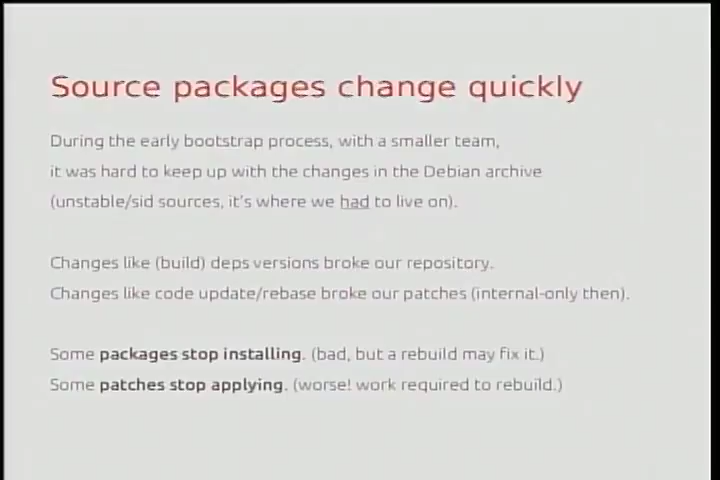 Source packages change quickly
During the early bootstrap process, with a smaller team,
it was hard to keep up with the changes in the Debian archive
(unstable/sid sources, it's where we had to live on).
Changes like (build) deps versions broke our repository.
Changes like code update/rebase broke our patches (internal-only then).
Some packages stop installing. (bad, but a rebuild may fix it.)
Some patches stop applying. (worse! work required to rebuild.)